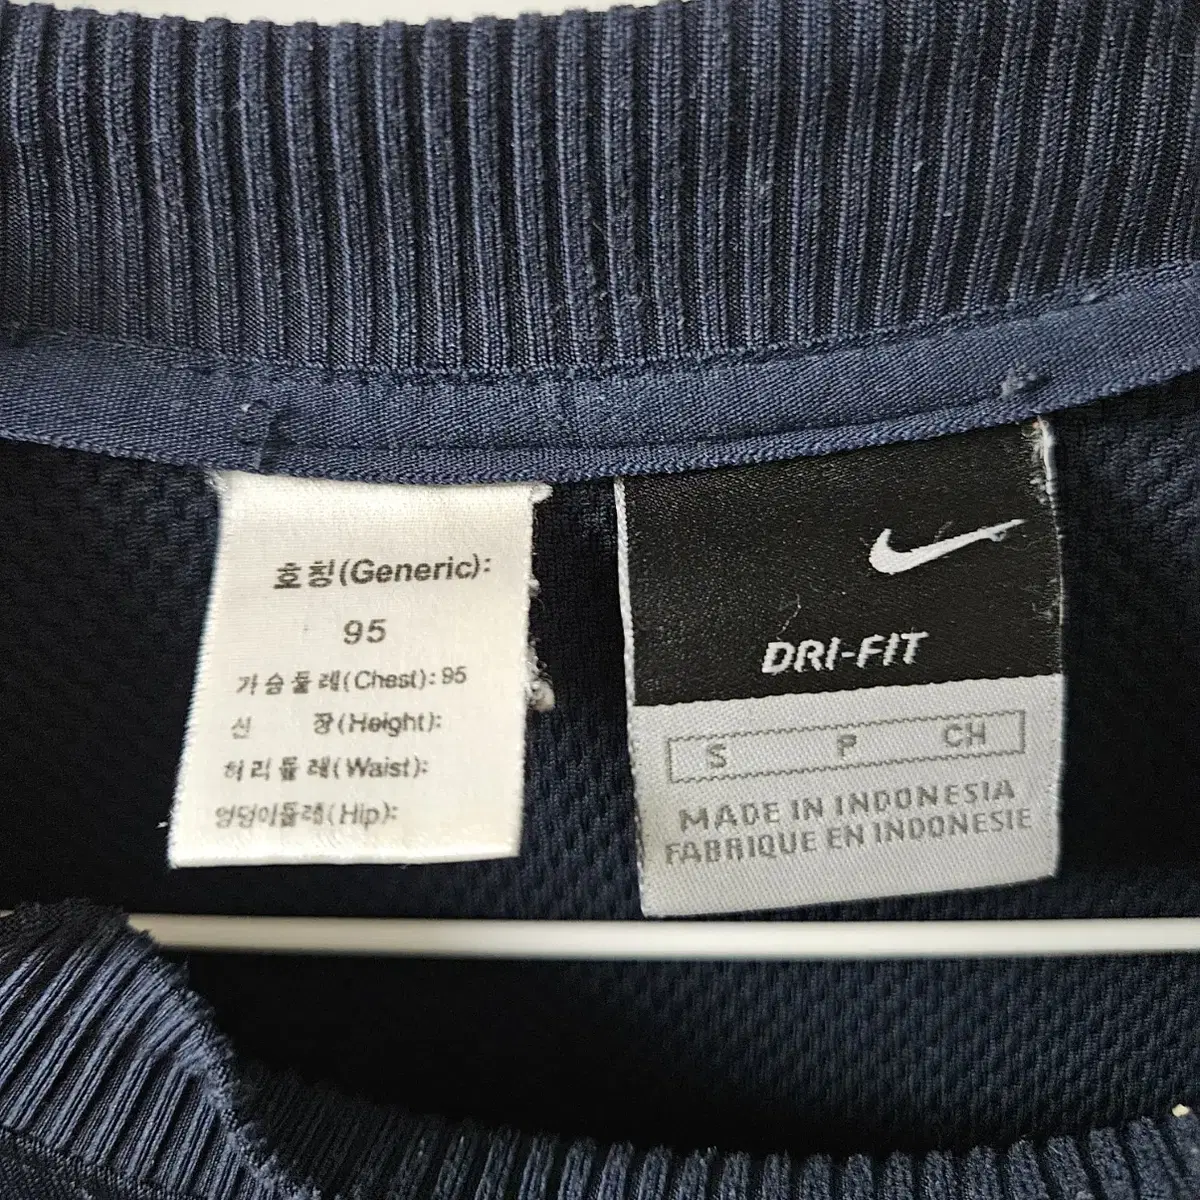 호칭(Generic):
95
가슴둘레(Chest): 95
신 장(Height):
허리둘레(Waist):
엉덩이둘레(Hip):
DRI-FIT
S P CH
MADE IN INDONESIA
FABRIQUE EN INDONESIE